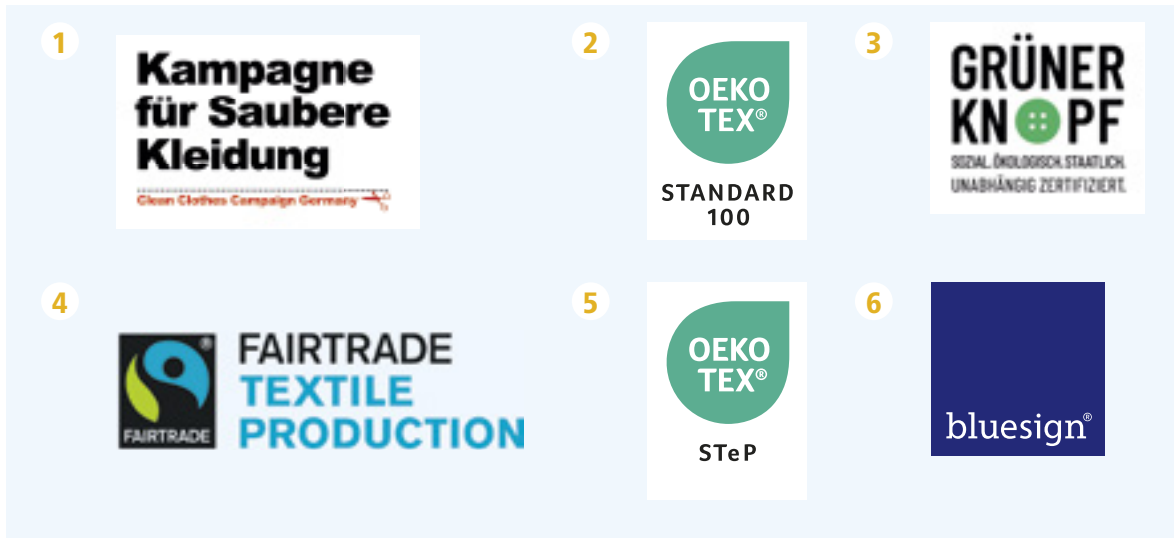 1
Kampagne
für Saubere
Kleidung
Clean Clothes Campaign Germany
2
OEKO
TEX®
STANDARD
100
3
GRÜNER
KNOPF
SOZIAL. ÖKOLOGISCH. STAATLICH.
UNABHÄNGIG ZERTIFIZIERT.
4
FAIRTRADE
®
FAIRTRADE
TEXTILE
PRODUCTION
5
OEKO
TEX®
STeP
6
bluesign®